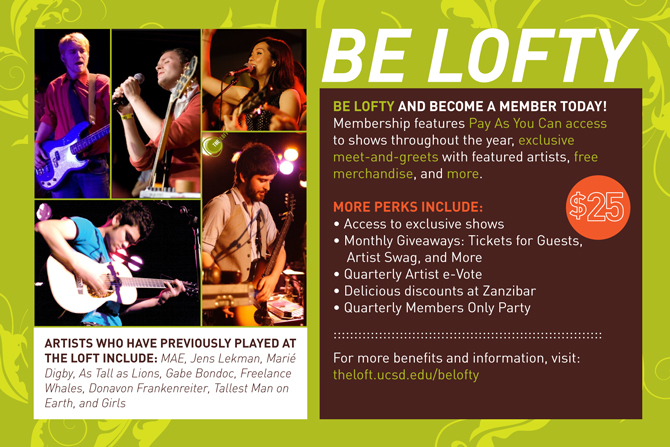 BE LOFTY
BE LOFTY AND BECOME A MEMBER TODAY!
Membership features Pay As You Can access
to shows throughout the year, exclusive
meet-and-greets with featured artists, free
merchandise, and more.
$25
MORE PERKS INCLUDE:
• Access to exclusive shows
• Monthly Giveaways: Tickets for Guests,
Artist Swag, and More
• Quarterly Artist e-Vote
• Delicious discounts at Zanzibar
• Quarterly Members Only Party
For more benefits and information, visit:
theloft.ucsd.edu/belofty
ARTISTS WHO HAVE PREVIOUSLY PLAYED AT
THE LOFT INCLUDE: MAE, Jens Lekman, Marié
Digby, As Tall as Lions, Gabe Bondoc, Freelance
Whales, Donavon Frankenreiter, Tallest Man on
Earth, and Girls